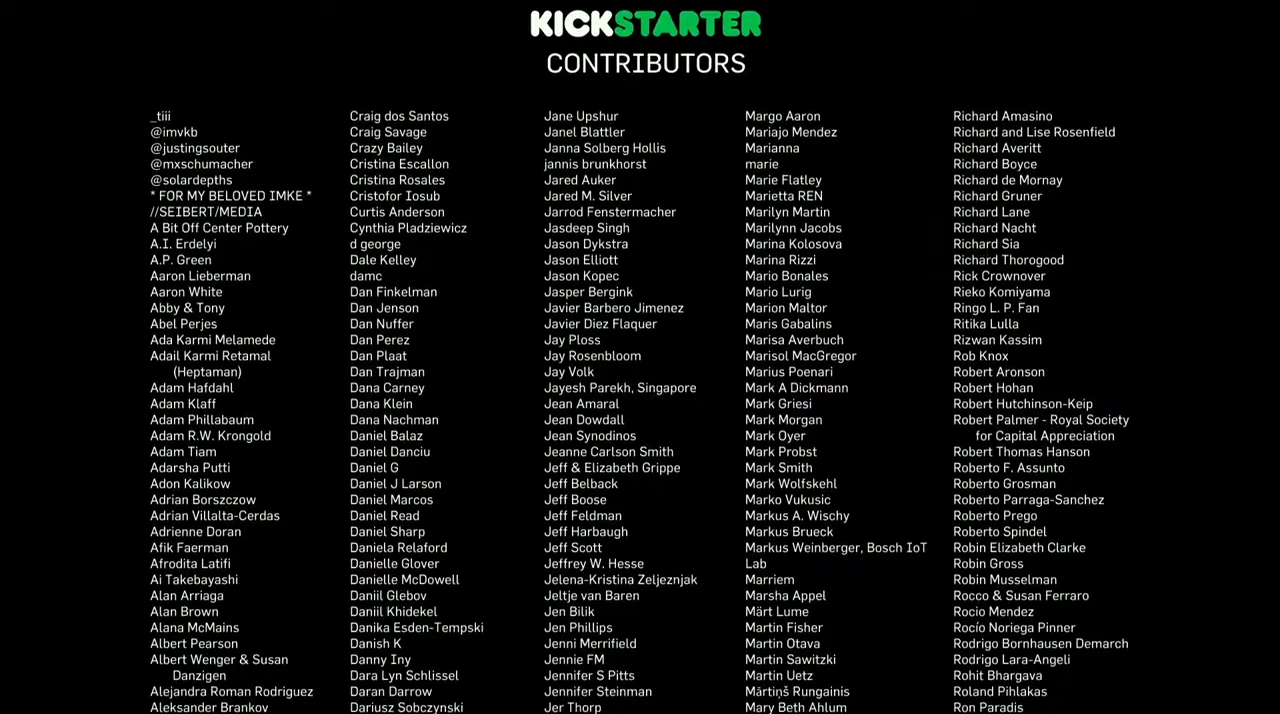 KICKSTARTER
CONTRIBUTORS
_tiii
@imvkb
@justingsouter
@mxschumacher
@solardepths
* FOR MY BELOVED IMKE *
//SEIBERT/MEDIA
A Bit Off Center Pottery
A.I. Erdelyi
A.P. Green
Aaron Lieberman
Aaron White
Abby & Tony
Abel Perjes
Ada Karmi Melamede
Adail Karmi Retamal
(Heptaman)
Adam Hafdahl
Adam Klaff
Adam Phillabaum
Adam R.W. Krongold
Adam Tiam
Adarsha Putti
Adon Kalikow
Adrian Borszczow
Adrian Villalta-Cerdas
Adrienne Doran
Afik Faerman
Afrodita Latifi
Ai Takebayashi
Alan Arriaga
Alan Brown
Alana McMains
Albert Pearson
Albert Wenger & Susan
Danzigen
Alejandra Roman Rodriguez
Aleksander Brankov
Craig dos Santos
Craig Savage
Crazy Bailey
Cristina Escallon
Cristina Rosales
Cristofor Iosub
Curtis Anderson
Cynthia Pladziewicz
d george
Dale Kelley
damc
Dan Finkelman
Dan Jenson
Dan Nuffer
Dan Perez
Dan Plaat
Dan Trajman
Dana Carney
Dana Klein
Dana Nachman
Daniel Balaz
Daniel Danciu
Daniel G
Daniel J Larson
Daniel Marcos
Daniel Read
Daniel Sharp
Daniela Relaford
Danielle Glover
Danielle McDowell
Daniil Glebov
Daniil Khidekel
Danika Esden-Tempski
Danish K
Danny Iny
Dara Lyn Schlissel
Daran Darrow
Dariusz Sobczynski
Jane Upshur
Janel Blattler
Janna Solberg Hollis
jannis brunkhorst
Jared Auker
Jared M. Silver
Jarrod Fenstermacher
Jasdeep Singh
Jason Dykstra
Jason Elliott
Jason Kopec
Jasper Bergink
Javier Barbero Jimenez
Javier Diez Flaquer
Jay Ploss
Jay Rosenbloom
Jay Volk
Jayesh Parekh, Singapore
Jean Amaral
Jean Dowdall
Jean Synodinos
Jeanne Carlson Smith
Jeff & Elizabeth Grippe
Jeff Belback
Jeff Boose
Jeff Feldman
Jeff Harbaugh
Jeff Scott
Jeffrey W. Hesse
Jelena-Kristina Zeljeznjak
Jeltje van Baren
Jen Bilik
Jen Phillips
Jenni Merrifield
Jennie FM
Jennifer S Pitts
Jennifer Steinman
Jer Thorp
Margo Aaron
Mariajo Mendez
Marianna
marie
Marie Flatley
Marietta REN
Marilyn Martin
Marilynn Jacobs
Marina Kolosova
Marina Rizzi
Mario Bonales
Mario Lurig
Marion Maltor
Maris Gabalins
Marisa Averbuch
Marisol MacGregor
Marius Poenari
Mark A Dickmann
Mark Griesi
Mark Morgan
Mark Oyer
Mark Probst
Mark Smith
Mark Wolfskehl
Marko Vukusic
Markus A. Wischy
Markus Brueck
Markus Weinberger, Bosch IoT
Lab
Marriem
Marsha Appel
Märt Lume
Martin Fisher
Martin Otava
Martin Sawitzki
Martin Uetz
Mārtiņš Rungainis
Mary Beth Ahlum
Richard Amasino
Richard and Lise Rosenfield
Richard Averitt
Richard Boyce
Richard de Mornay
Richard Gruner
Richard Lane
Richard Nacht
Richard Sia
Richard Thorogood
Rick Crownover
Rieko Komiyama
Ringo L. P. Fan
Ritika Lulla
Rizwan Kassim
Rob Knox
Robert Aronson
Robert Hohan
Robert Hutchinson-Keip
Robert Palmer - Royal Society
for Capital Appreciation
Robert Thomas Hanson
Roberto F. Assunto
Roberto Grosman
Roberto Parraga-Sanchez
Roberto Prego
Roberto Spindel
Robin Elizabeth Clarke
Robin Gross
Robin Musselman
Rocco & Susan Ferraro
Rocio Mendez
Rocío Noriega Pinner
Rodrigo Bornhausen Demarch
Rodrigo Lara-Angeli
Rohit Bhargava
Roland Pihlakas
Ron Paradis